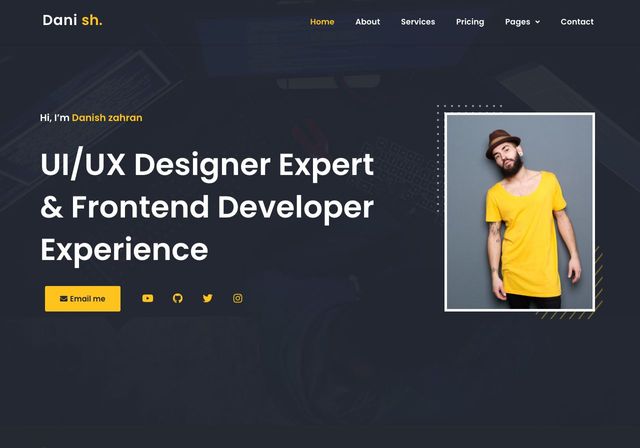 Dani sh.
Home About Services Pricing Pages Contact
Hi, I'm Danish zahran
UI/UX Designer Expert
& Frontend Developer
Experience
Email me